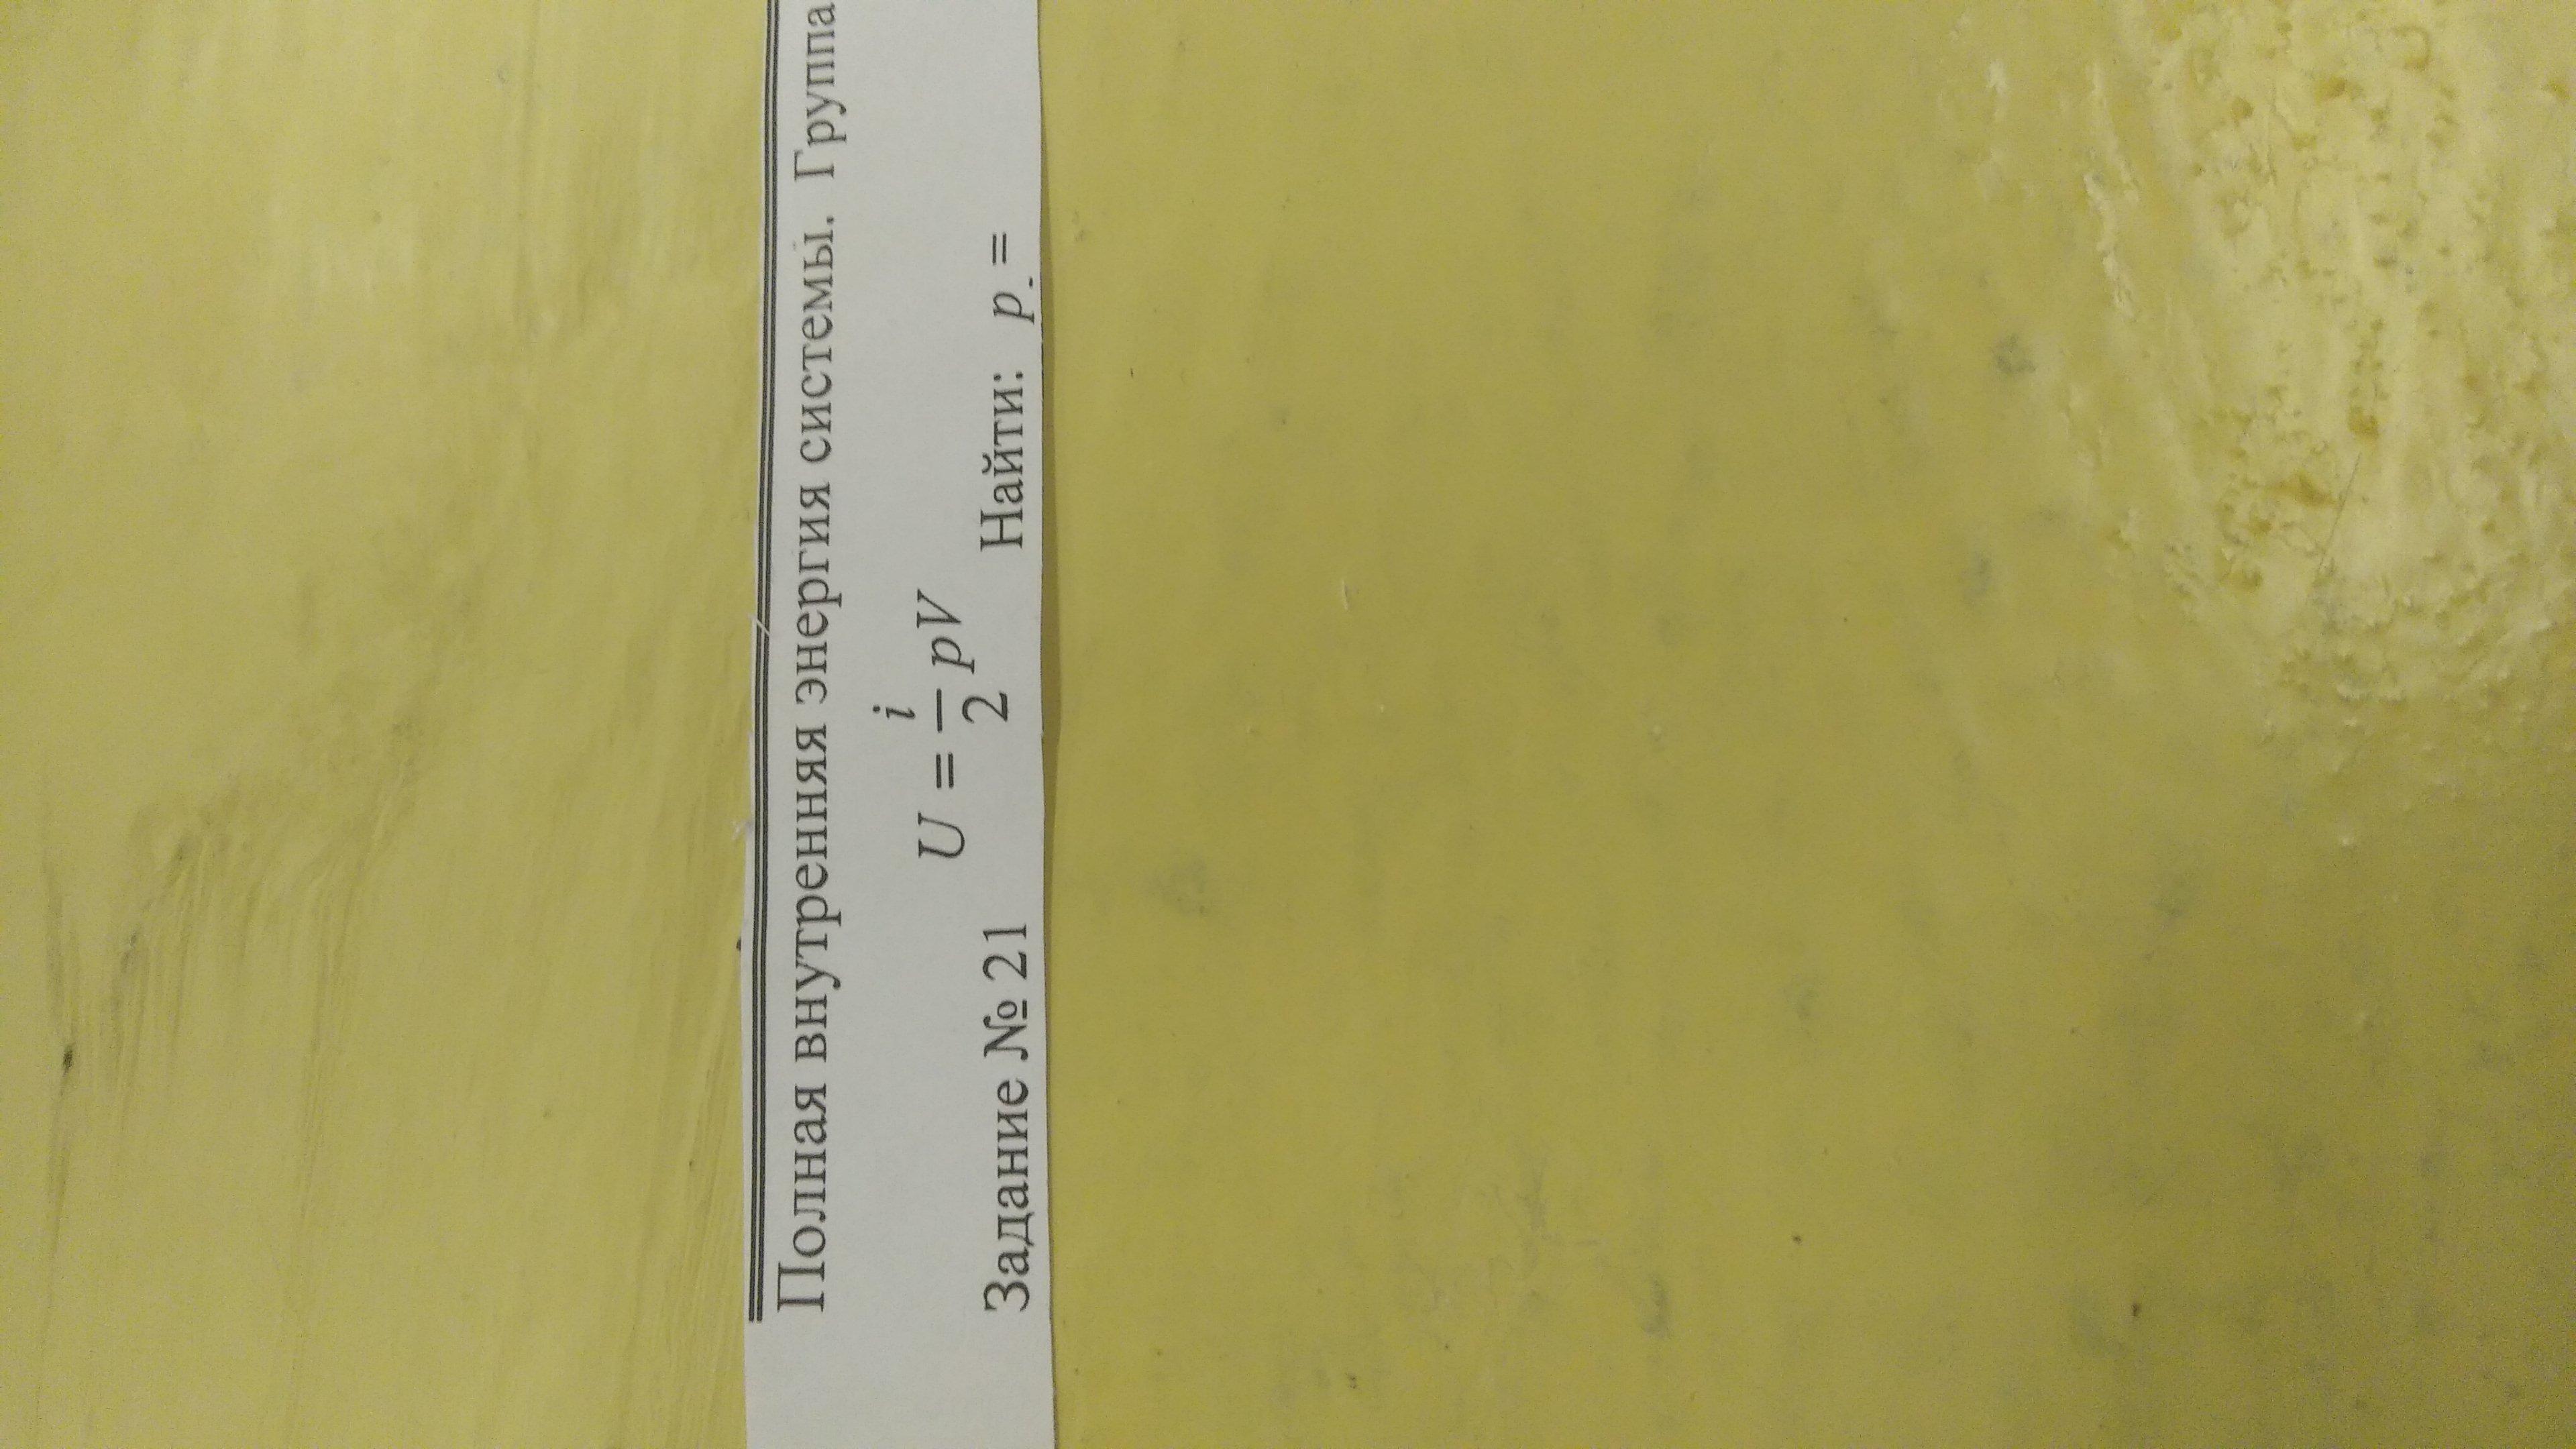 Полная внутренняя энергия системы. Группа
U = i/2 pV
Задание № 21 Найти: p =